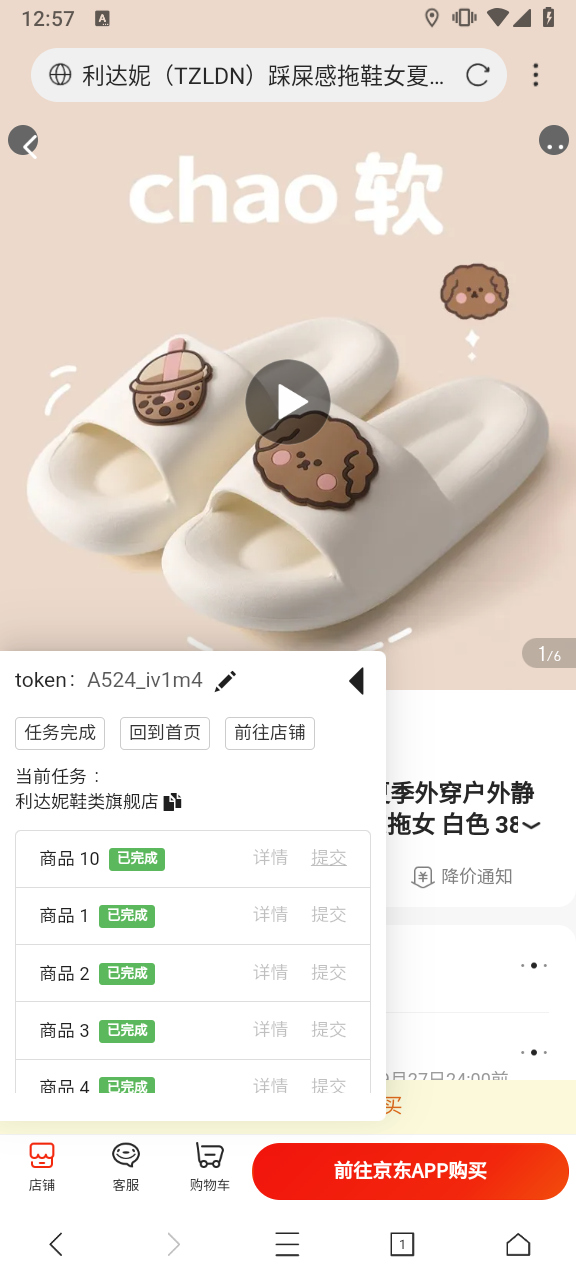 12:57
利达妮（TZLDN）踩屎感拖鞋女夏...
chao 软
1/6
token： A524_iv1m4
任务完成 回到首页 前往店铺
当前任务：
利达妮鞋类旗舰店
季外穿户外静
拖女 白色 38
降价通知
商品 10 已完成 详情 提交
商品 1 已完成 详情 提交
商品 2 已完成 详情 提交
商品 3 已完成 详情 提交
商品 4 已完成 详情 提交
月27日24:00前
买
店铺 客服 购物车 前往京东APP购买
1